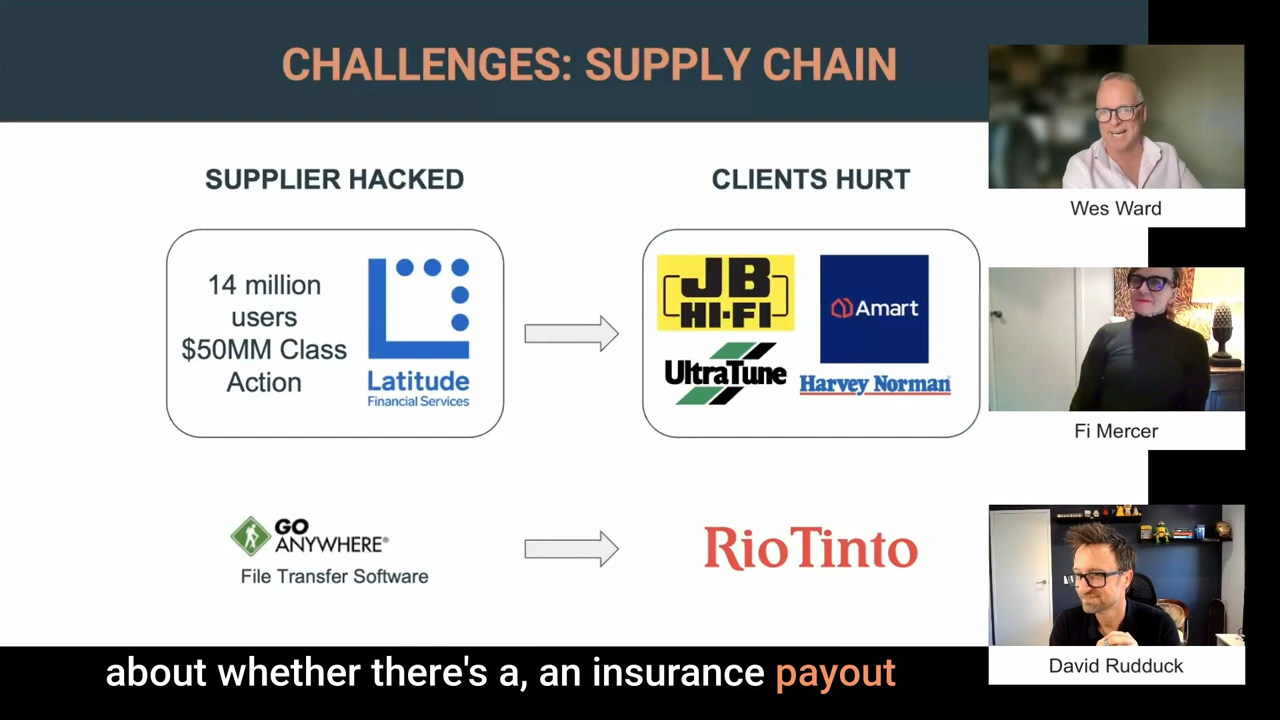 CHALLENGES: SUPPLY CHAIN
SUPPLIER HACKED
CLIENTS HURT
14 million
users
$50MM Class
Action
Latitude
Financial Services
JB
HI-FI
Amart
UltraTune
Harvey Norman
GO
ANYWHERE®
File Transfer Software
RioTinto
Wes Ward
Fi Mercer
David Rudduck
about whether there's a, an insurance payout